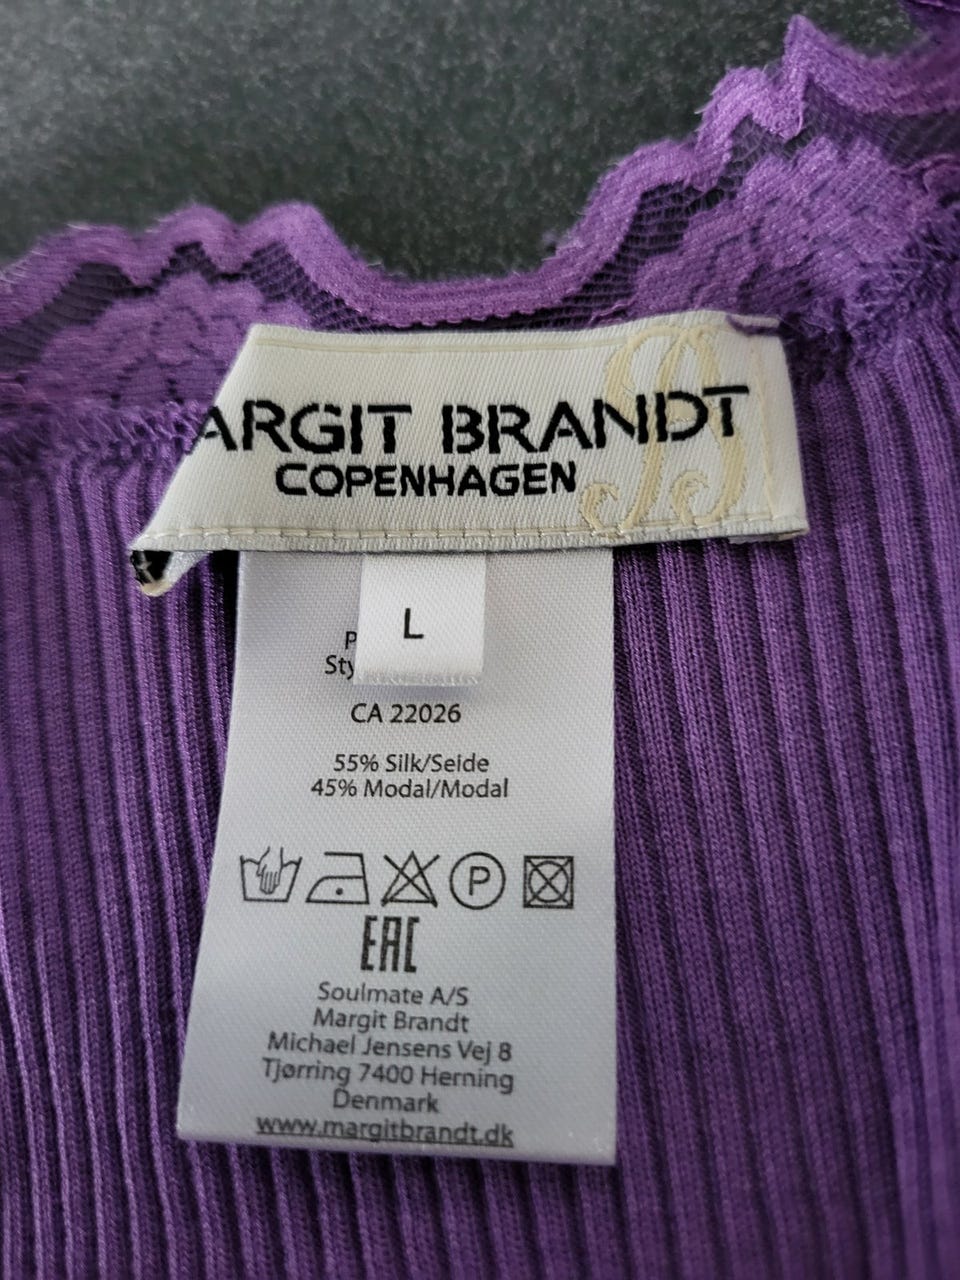 ARGIT BRANDT
COPENHAGEN
L
CA 22026
55% Silk/Seide
45% Modal/Modal
P
EAC
Soulmate A/S
Margit Brandt
Michael Jensens Vej 8
Tjørring 7400 Herning
Denmark
www.margitbrandt.dk